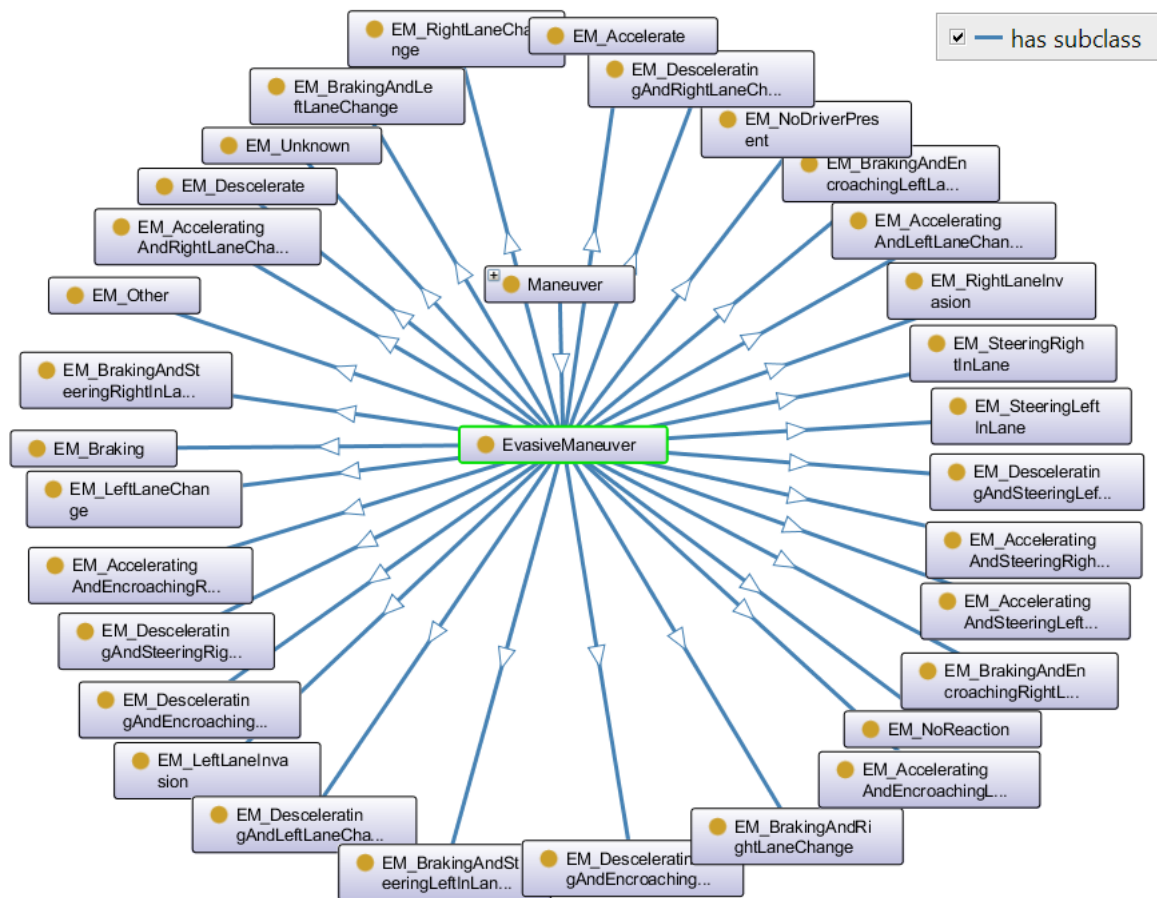 EM_RightLaneCha
nge
EM_Accelerate
has subclass
EM_Desceleratin
gAndRightLaneCh...
EM_BrakingAndLe
ftLaneChange
EM_NoDriverPres
ent
EM_Unknown
EM_BrakingAndEn
croachingLeftLa...
EM_Descelerate
EM_Accelerating
AndRightLaneCha...
EM_Accelerating
AndLeftLaneChan...
Maneuver
EM_Other
EM_RightLaneInv
asion
EM_SteeringRigh
tInLane
EM_BrakingAndSt
eeringRightInLa...
EM_SteeringLeft
InLane
EM_Braking
EvasiveManeuver
EM_Desceleratin
gAndSteeringLef...
EM_LeftLaneChan
ge
EM_Accelerating
AndSteeringRigh...
EM_Accelerating
AndEncroachingR...
EM_Accelerating
AndSteeringLeft...
EM_Desceleratin
gAndSteeringRig...
EM_BrakingAndEn
croachingRightL...
EM_Desceleratin
gAndEncroaching...
EM_NoReaction
EM_LeftLaneInva
sion
EM_Accelerating
AndEncroachingL...
EM_Desceleratin
gAndLeftLaneCha...
EM_BrakingAndRi
ghtLaneChange
EM_BrakingAndSt
eeringLeftInLan...
EM_Desceleratin
gAndEncroaching...